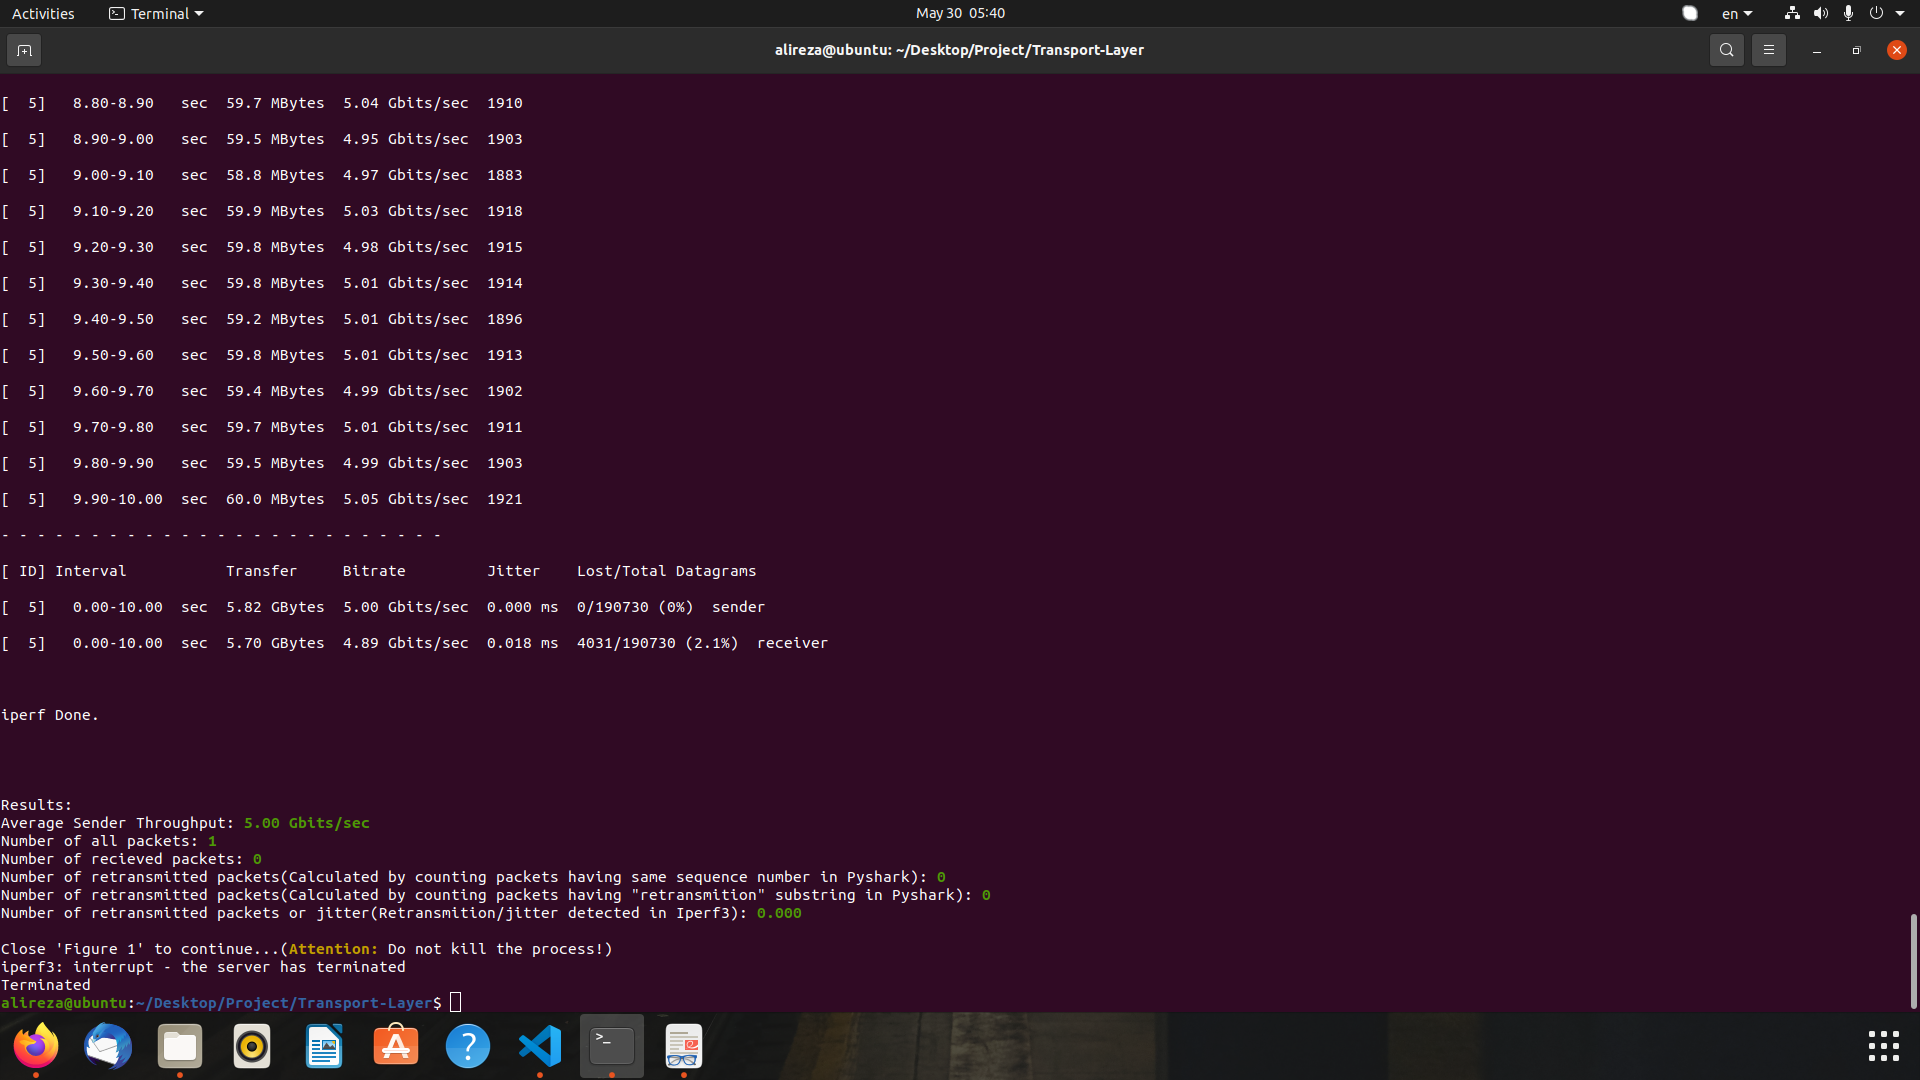 Activities Terminal May 30 05:40 en
alireza@ubuntu: ~/Desktop/Project/Transport-Layer
[  5]   8.80-8.90   sec  59.7 MBytes  5.04 Gbits/sec  1910
[  5]   8.90-9.00   sec  59.5 MBytes  4.95 Gbits/sec  1903
[  5]   9.00-9.10   sec  58.8 MBytes  4.97 Gbits/sec  1883
[  5]   9.10-9.20   sec  59.9 MBytes  5.03 Gbits/sec  1918
[  5]   9.20-9.30   sec  59.8 MBytes  4.98 Gbits/sec  1915
[  5]   9.30-9.40   sec  59.8 MBytes  5.01 Gbits/sec  1914
[  5]   9.40-9.50   sec  59.2 MBytes  5.01 Gbits/sec  1896
[  5]   9.50-9.60   sec  59.8 MBytes  5.01 Gbits/sec  1913
[  5]   9.60-9.70   sec  59.4 MBytes  4.99 Gbits/sec  1902
[  5]   9.70-9.80   sec  59.7 MBytes  5.01 Gbits/sec  1911
[  5]   9.80-9.90   sec  59.5 MBytes  4.99 Gbits/sec  1903
[  5]   9.90-10.00  sec  60.0 MBytes  5.05 Gbits/sec  1921
- - - - - - - - - - - - - - - - - - - - - - - - -
[ ID] Interval           Transfer     Bitrate         Jitter    Lost/Total Datagrams
[  5]   0.00-10.00  sec  5.82 GBytes  5.00 Gbits/sec  0.000 ms  0/190730 (0%)  sender
[  5]   0.00-10.00  sec  5.70 GBytes  4.89 Gbits/sec  0.018 ms  4031/190730 (2.1%)  receiver
iperf Done.
Results:
Average Sender Throughput: 5.00 Gbits/sec
Number of all packets: 1
Number of recieved packets: 0
Number of retransmitted packets(Calculated by counting packets having same sequence number in Pyshark): 0
Number of retransmitted packets(Calculated by counting packets having "retransmition" substring in Pyshark): 0
Number of retransmitted packets or jitter(Retransmition/jitter detected in Iperf3): 0.000
Close 'Figure 1' to continue...(Attention: Do not kill the process!)
iperf3: interrupt - the server has terminated
Terminated
alireza@ubuntu:~/Desktop/Project/Transport-Layer$